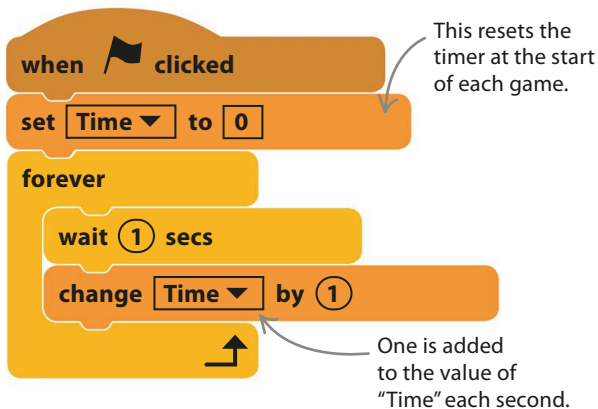 This resets the
timer at the start
of each game.
when clicked
set Time to 0
forever
wait 1 secs
change Time by 1
One is added
to the value of
“Time” each second.